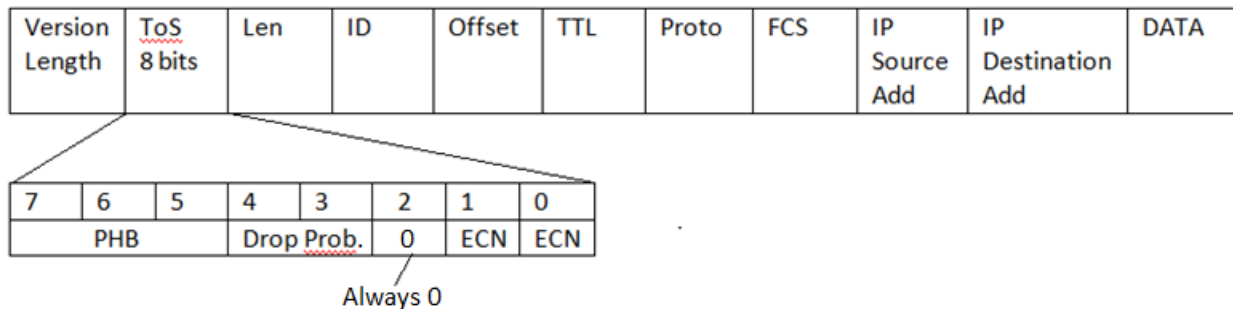 Version Length
ToS 8 bits
Len
ID
Offset
TTL
Proto
FCS
IP Source Add
IP Destination Add
DATA
7 6 5 4 3 2 1 0
PHB Drop Prob. 0 ECN ECN
Always 0